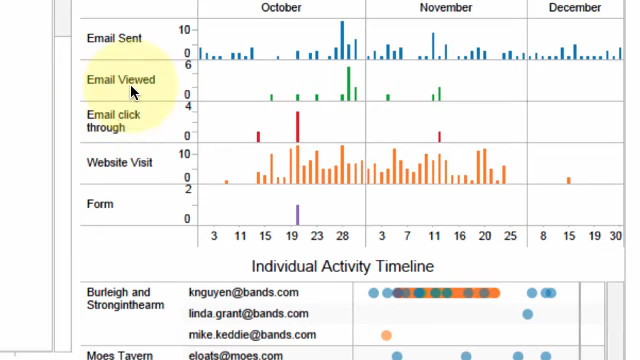 October November December
Email Sent 10
0
Email Viewed 6
0
Email click
through 4
0
Website Visit 10
0
Form 2
0
3 11 15 19 23 28 3 7 11 16 20 25 8 15 19 30
Individual Activity Timeline
Burleigh and
Stronginthearm knguyen@bands.com
linda.grant@bands.com
mike.keddie@bands.com
Moes Tavern eloats@moes.com